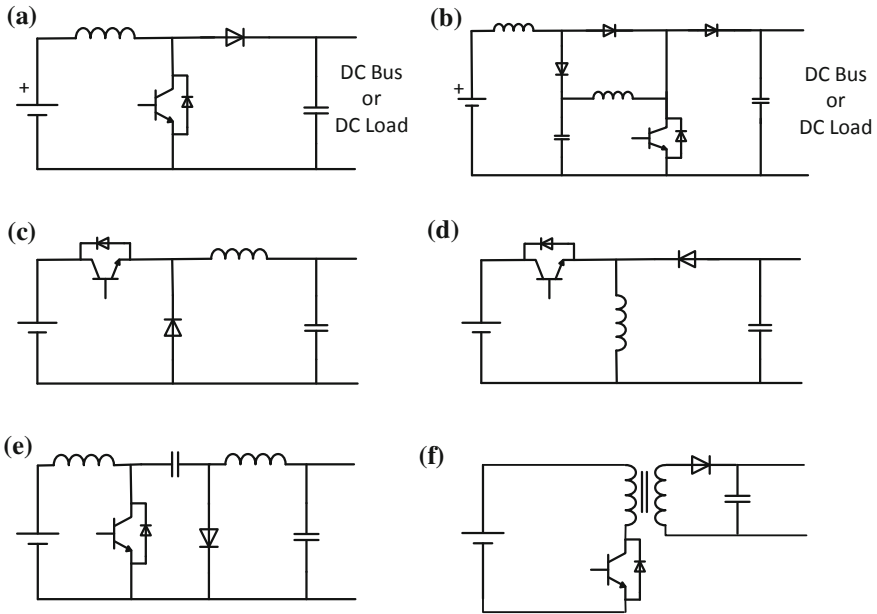 (a)
+
DC Bus
or
DC Load
(b)
+
DC Bus
or
DC Load
(c)
(d)
(e)
(f)